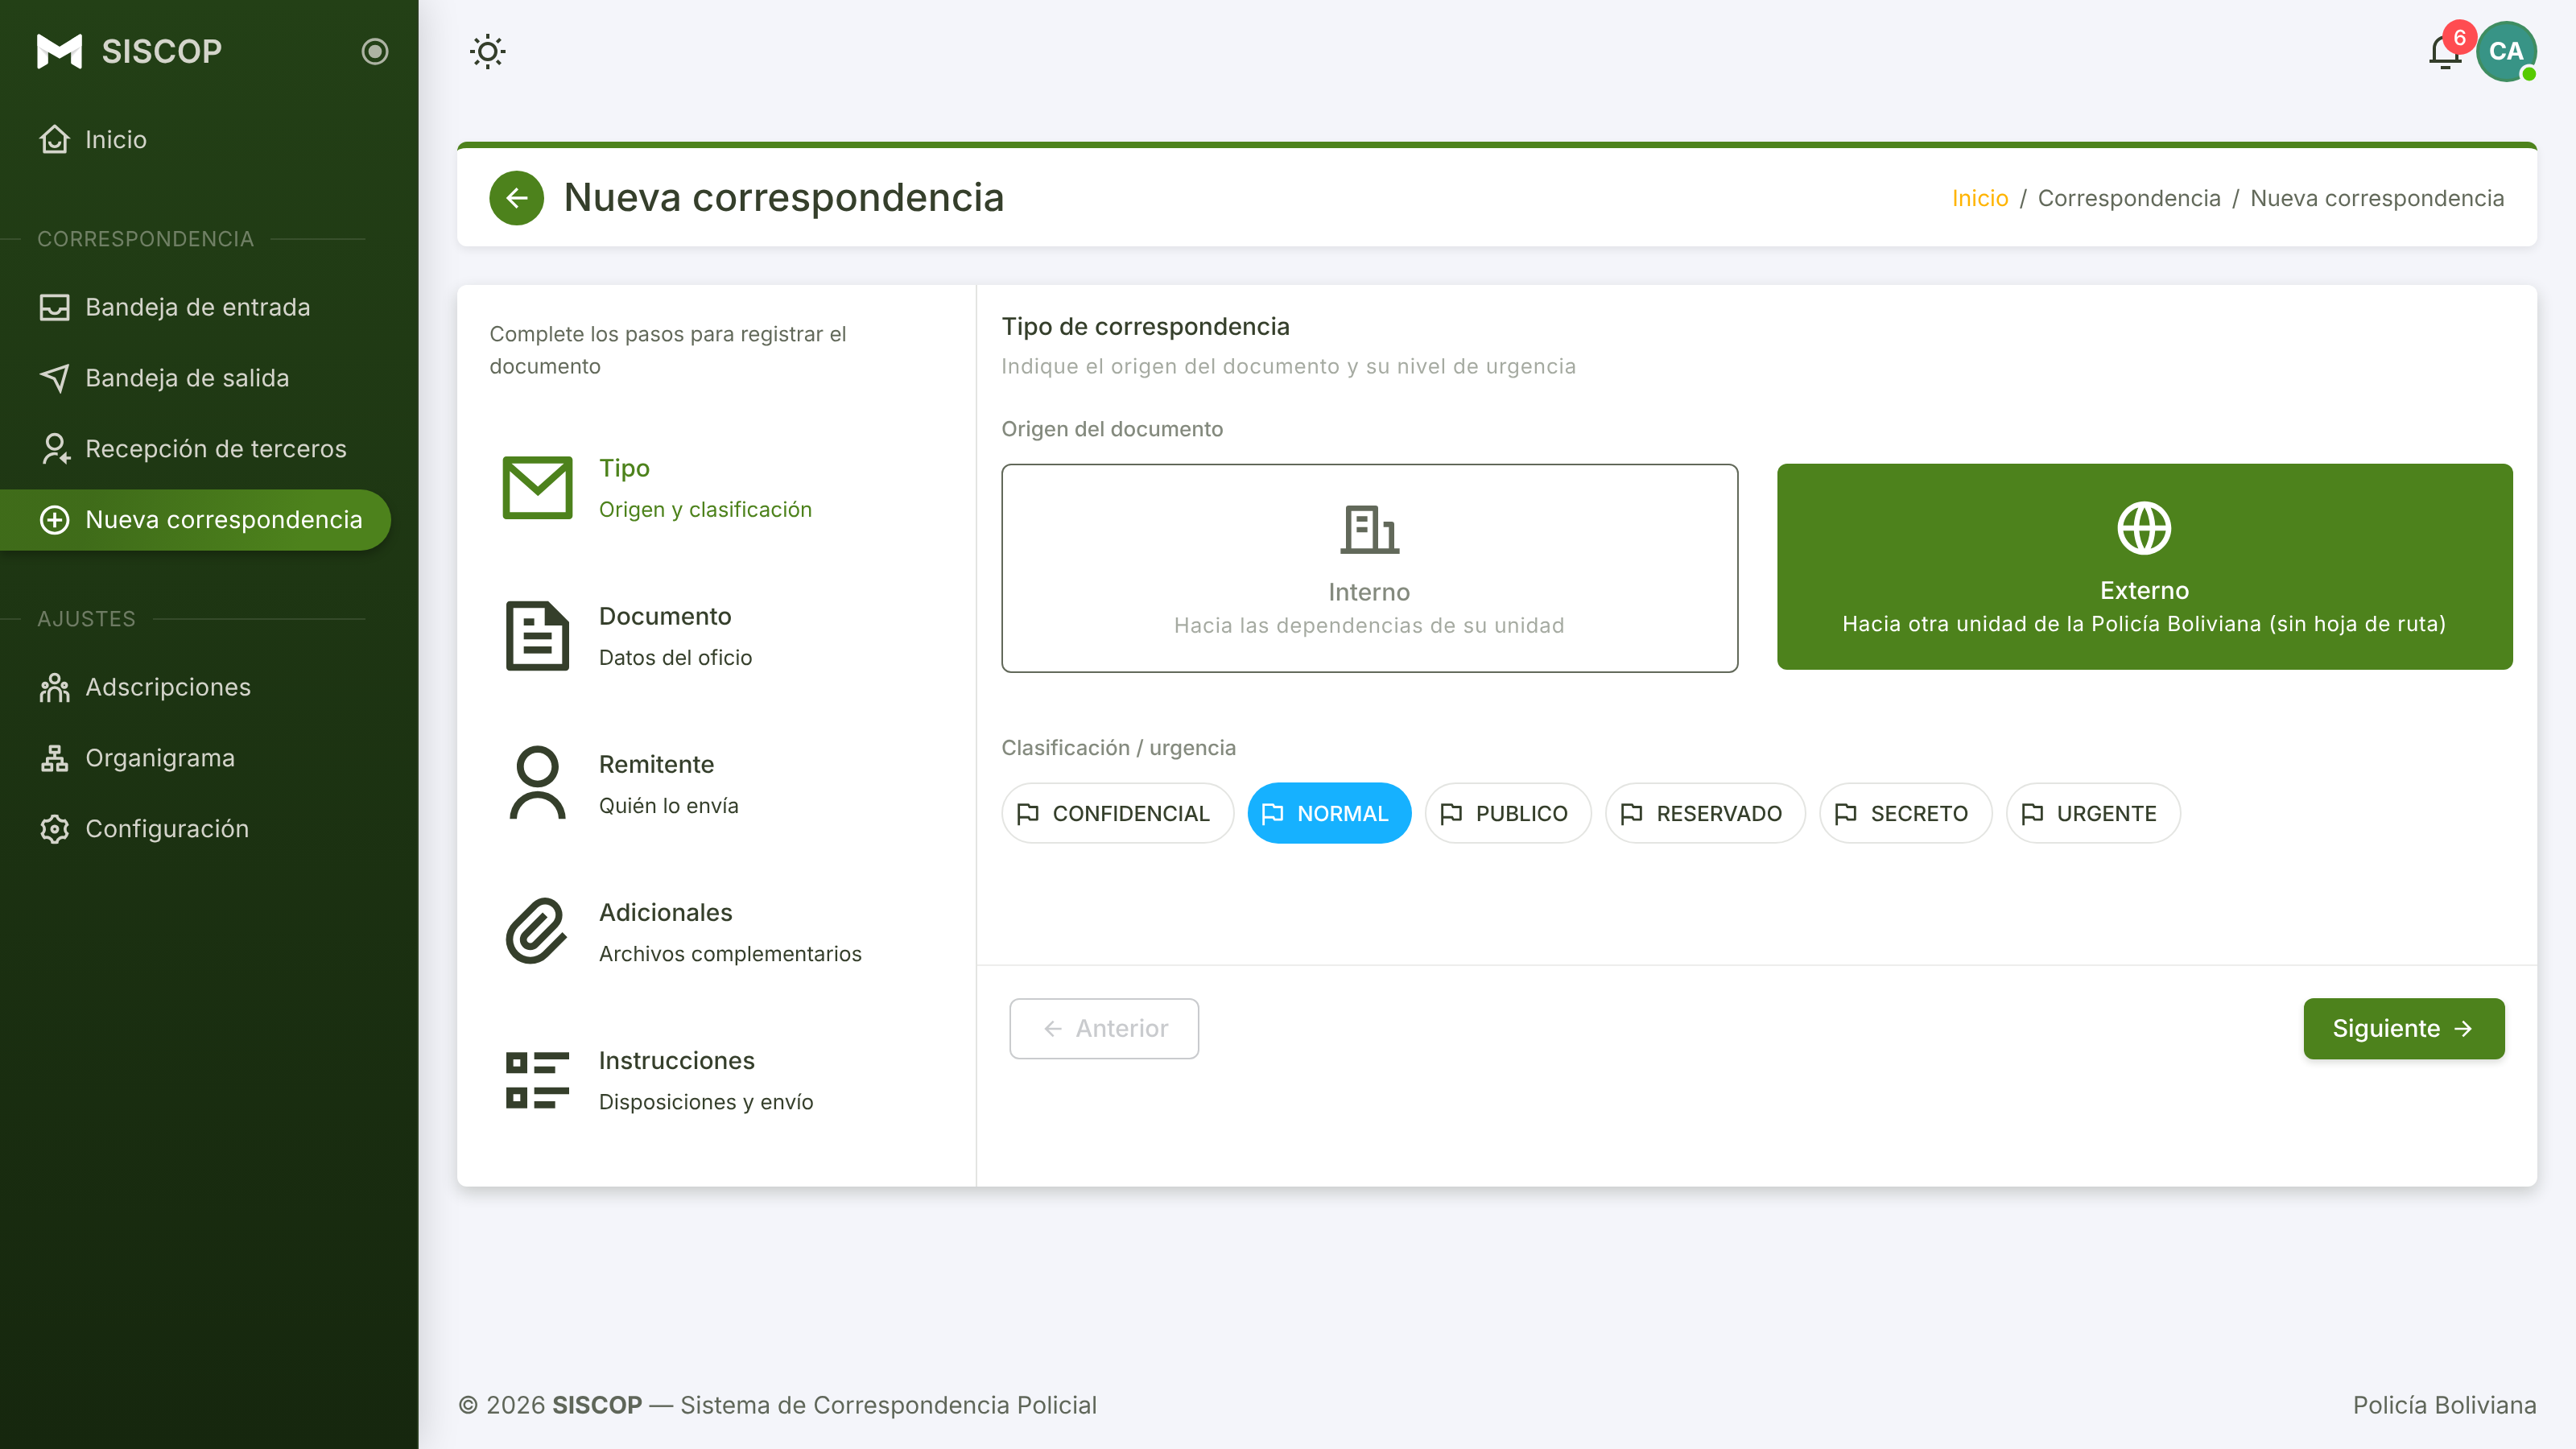 SISCOP
Inicio
CORRESPONDENCIA
Bandeja de entrada
Bandeja de salida
Recepción de terceros
Nueva correspondencia
AJUSTES
Adscripciones
Organigrama
Configuración
6
CA
Nueva correspondencia
Inicio / Correspondencia / Nueva correspondencia
Complete los pasos para registrar el
documento
Tipo
Origen y clasificación
Documento
Datos del oficio
Remitente
Quién lo envía
Adicionales
Archivos complementarios
Instrucciones
Disposiciones y envío
Tipo de correspondencia
Indique el origen del documento y su nivel de urgencia
Origen del documento
Interno
Hacia las dependencias de su unidad
Externo
Hacia otra unidad de la Policía Boliviana (sin hoja de ruta)
Clasificación / urgencia
CONFIDENCIAL NORMAL PUBLICO RESERVADO SECRETO URGENTE
Anterior
Siguiente
© 2026 SISCOP — Sistema de Correspondencia Policial
Policía Boliviana